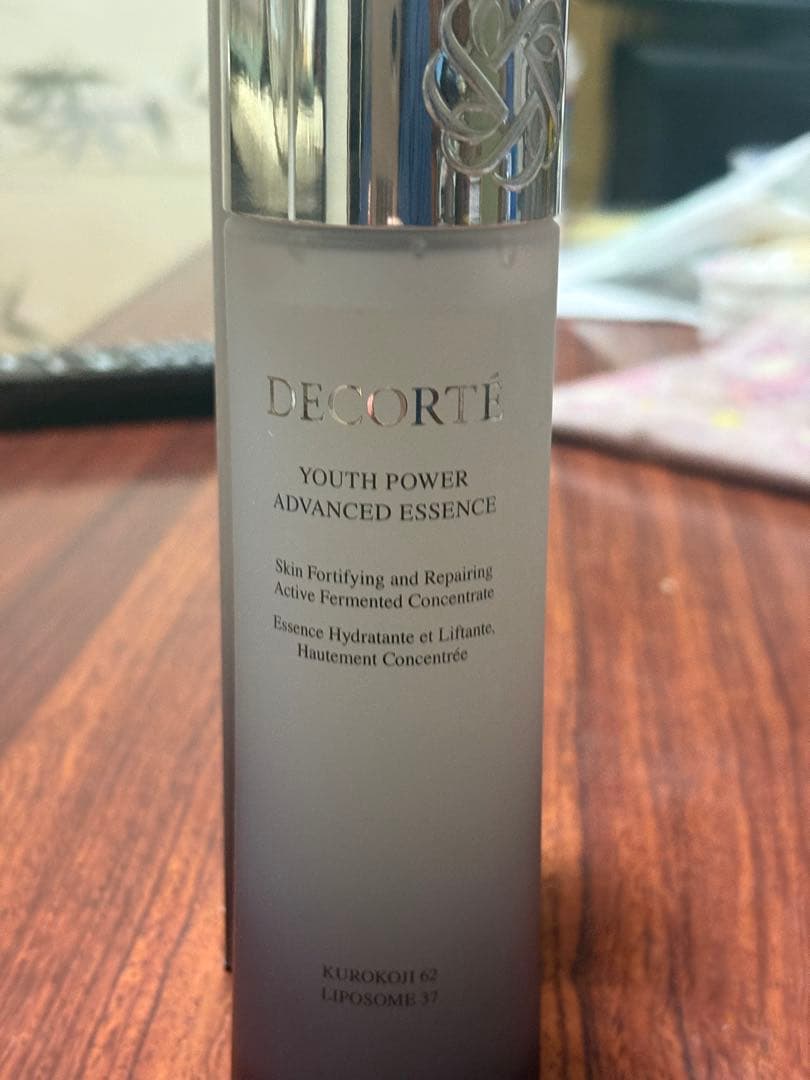 DECORTÉ
YOUTH POWER
ADVANCED ESSENCE
Skin Fortifying and Repairing
Active Fermented Concentrate
Essence Hydratante et Liftante,
Hautement Concentrée
KUROKOJI 62
LIPOSOME 37